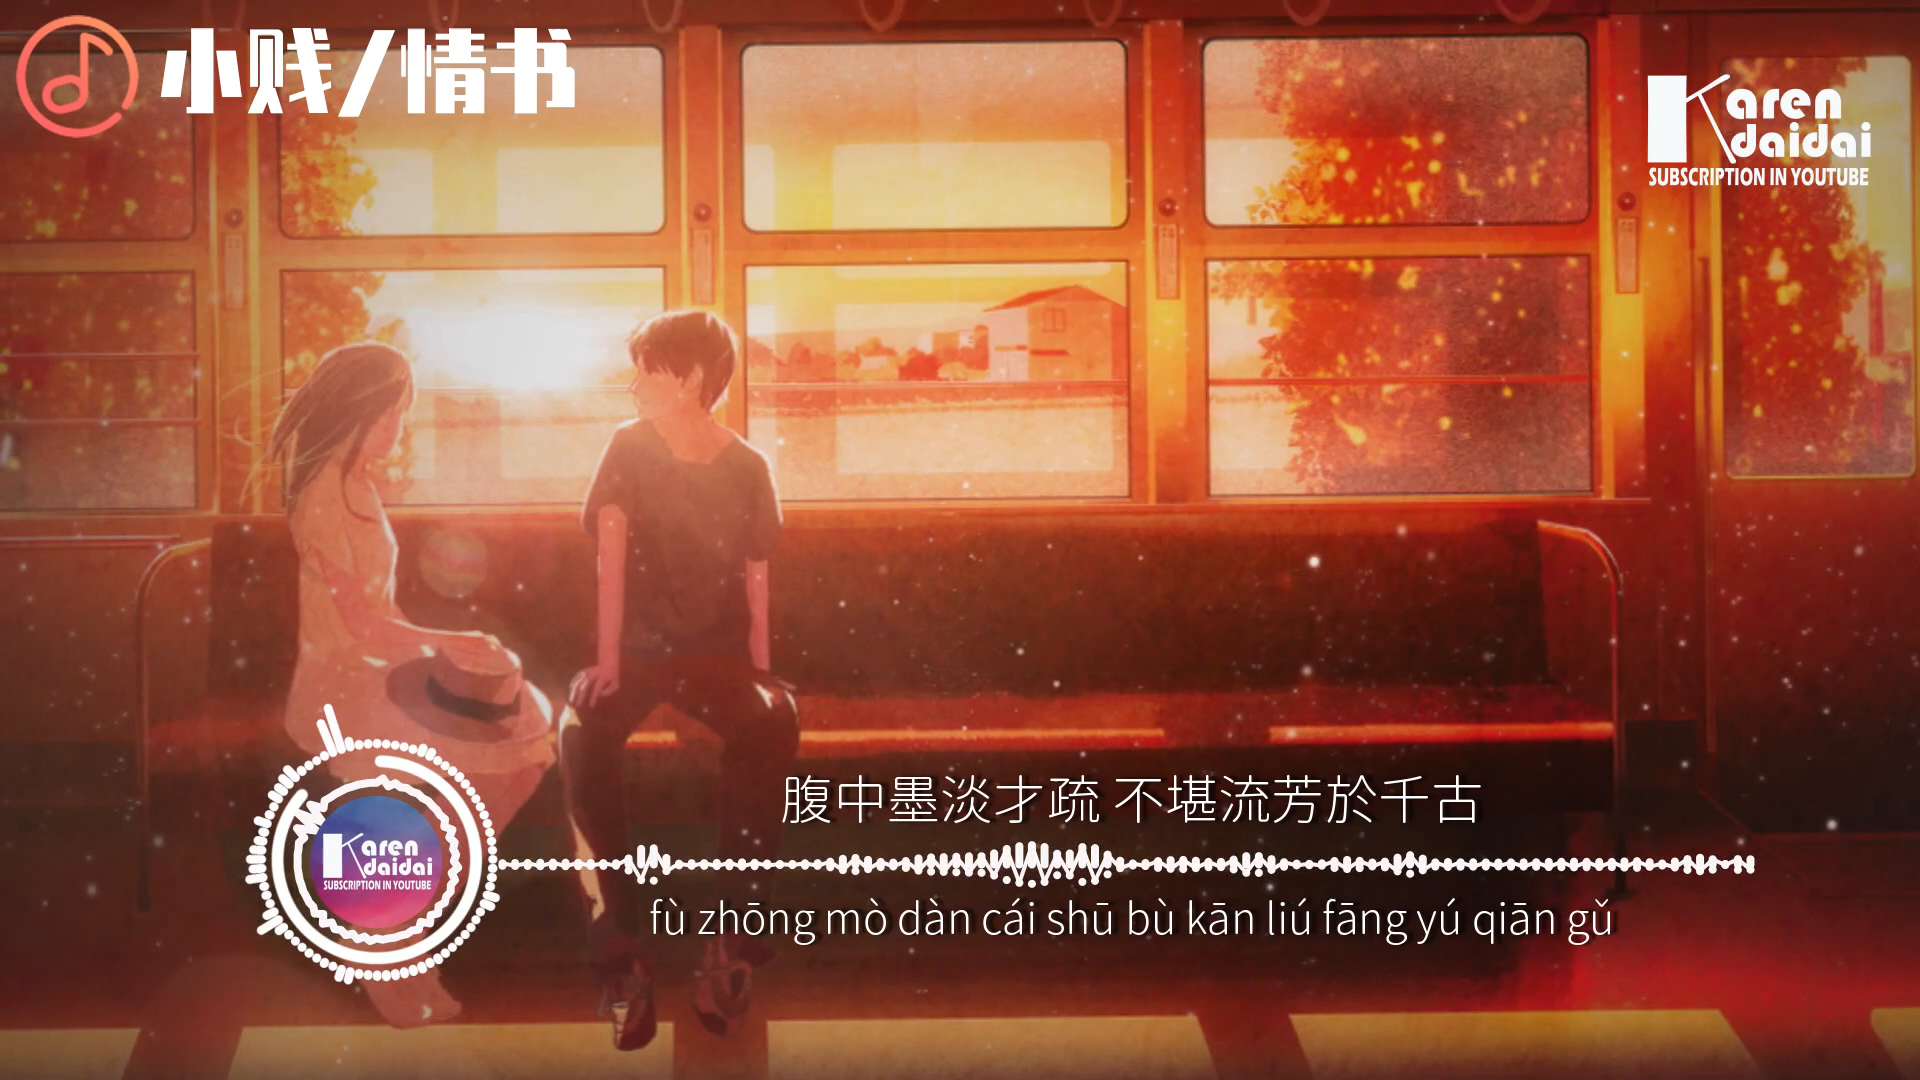 小贱/情书
Karen
daidai
SUBSCRIPTION IN YOUTUBE
腹中墨淡才疏 不堪流芳於千古
Karen
daidai
SUBSCRIPTION IN YOUTUBE
fù zhōng mò dàn cái shū bù kān liú fāng yú qiān gǔ